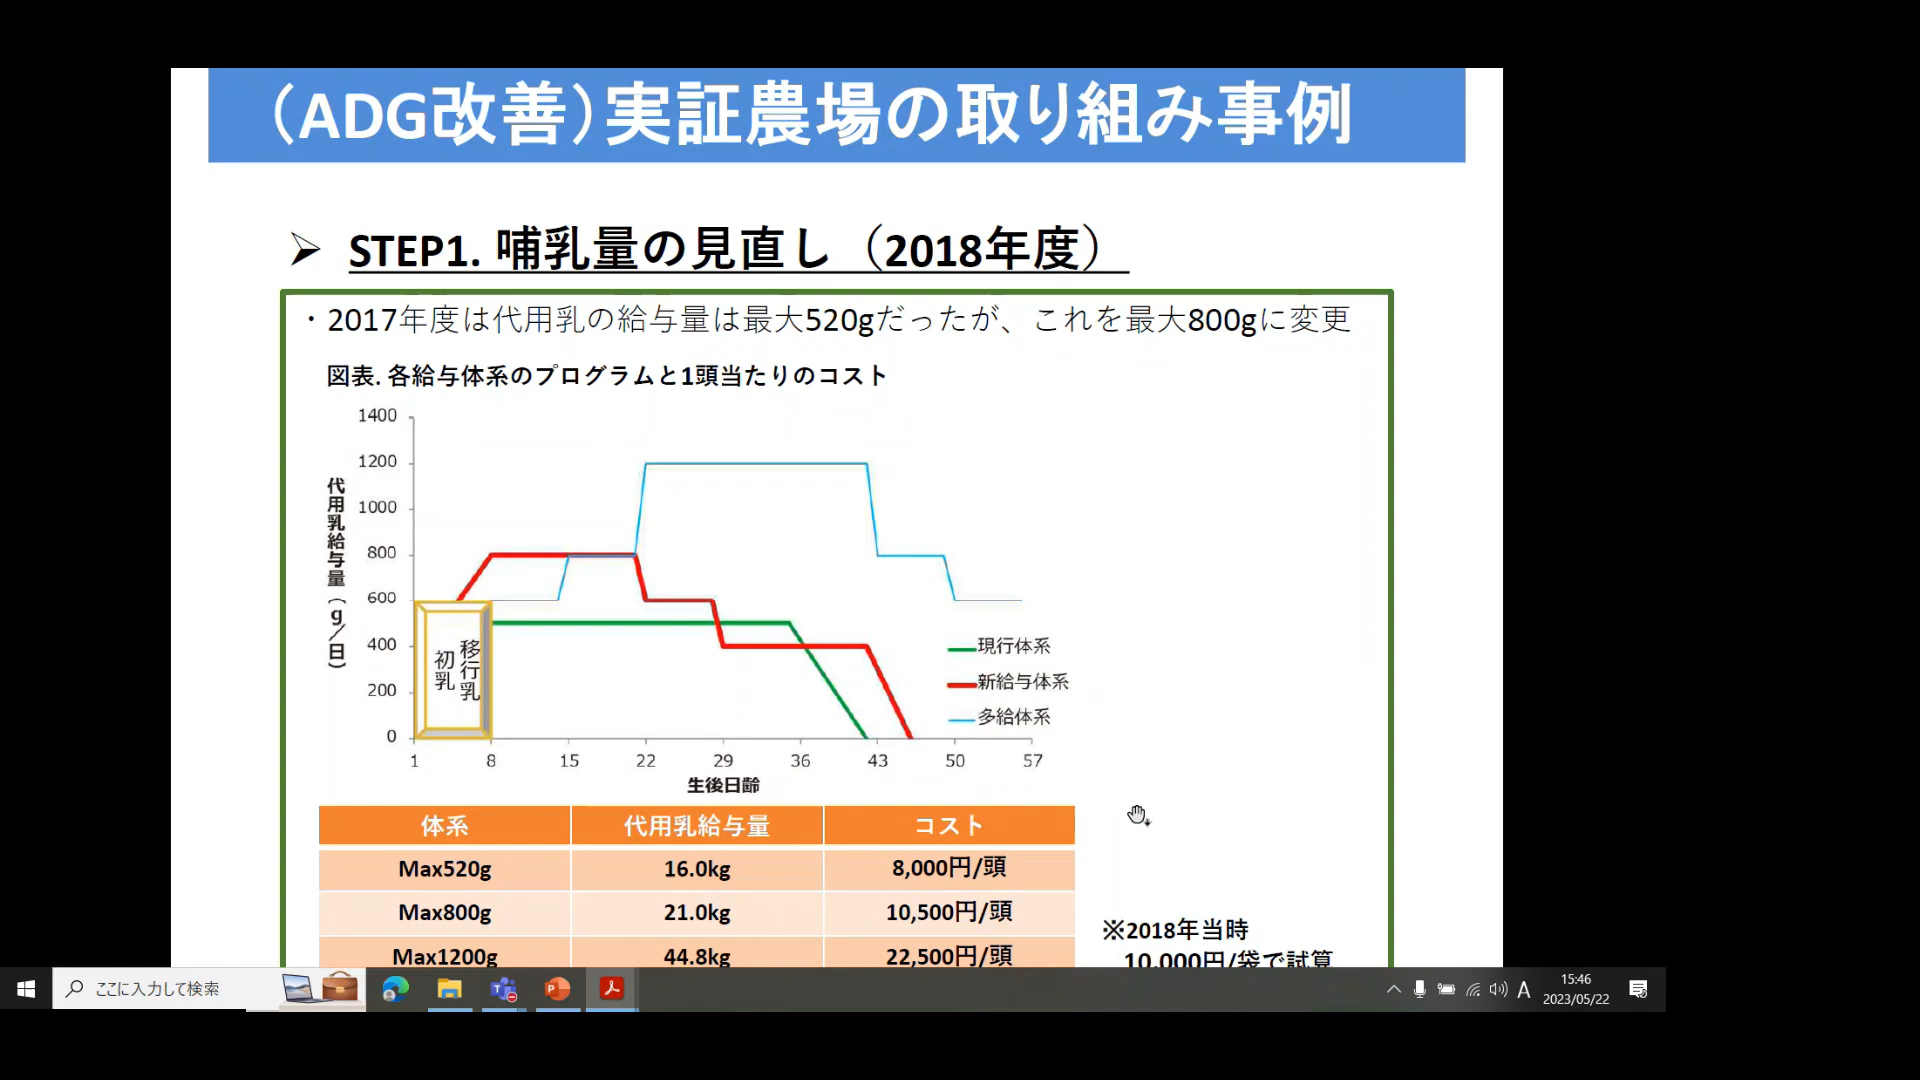 （ADG改善）実証農場の取り組み事例
➢ STEP1. 哺乳量の見直し（2018年度）
・2017年度は代用乳の給与量は最大520gだったが、これを最大800gに変更
図表. 各給与体系のプログラムと1頭当たりのコスト
代用乳給与量（g／日）
1400
1200
1000
800
600
400
200
0
初乳
移行乳
現行体系
新給与体系
多給体系
1 8 15 22 29 36 43 50 57
生後日齢
体系 代用乳給与量 コスト
Max520g 16.0kg 8,000円/頭
Max800g 21.0kg 10,500円/頭
Max1200g 44.8kg 22,500円/頭
※2018年当時
10,000円/袋で試算
ここに入力して検索
A
15:46
2023/05/22